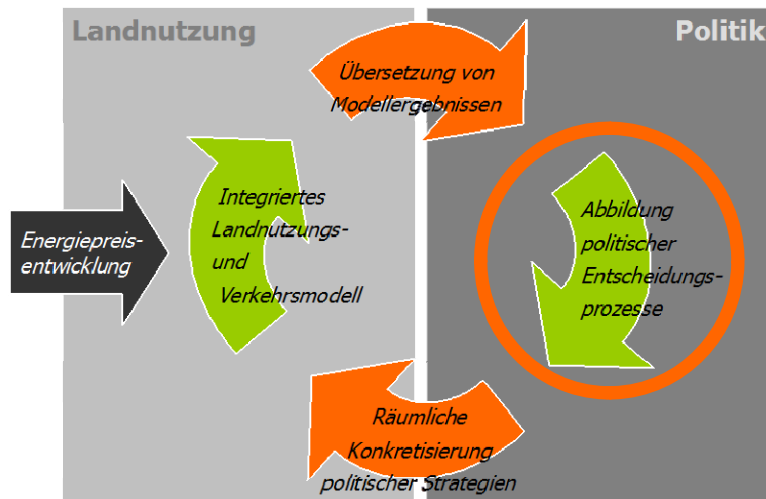 Landnutzung
Politik
Übersetzung von
Modellergebnissen
Integriertes
Landnutzungs-
und
Verkehrsmodell
Energiepreis-
entwicklung
Abbildung
politischer
Entscheidungs-
prozesse
Räumliche
Konkretisierung
politischer Strategien